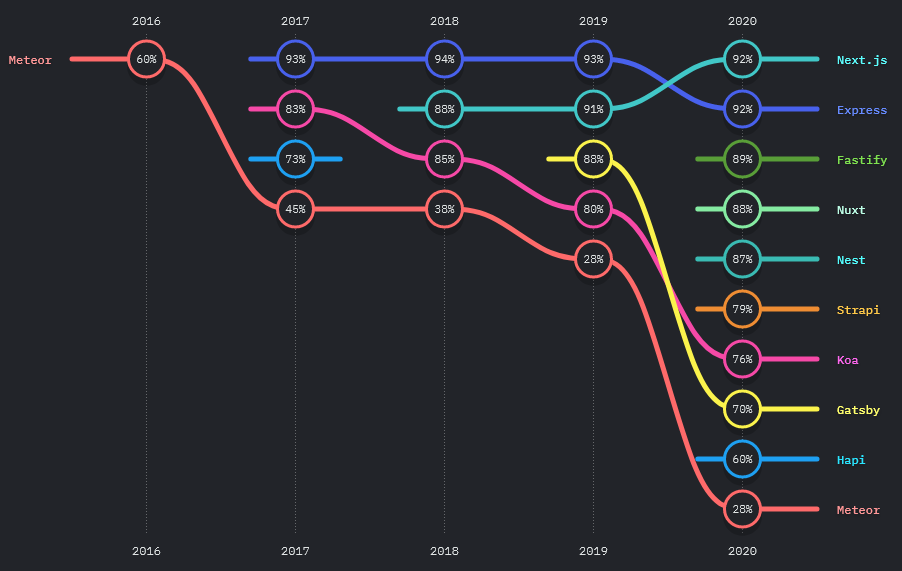 2016 2017 2018 2019 2020
Meteor 60% 93% 94% 93% 92% Next.js
83% 88% 91% 92% Express
73% 85% 88% 89% Fastify
45% 38% 80% 88% Nuxt
28% 87% Nest
79% Strapi
76% Koa
70% Gatsby
60% Hapi
28% Meteor
2016 2017 2018 2019 2020